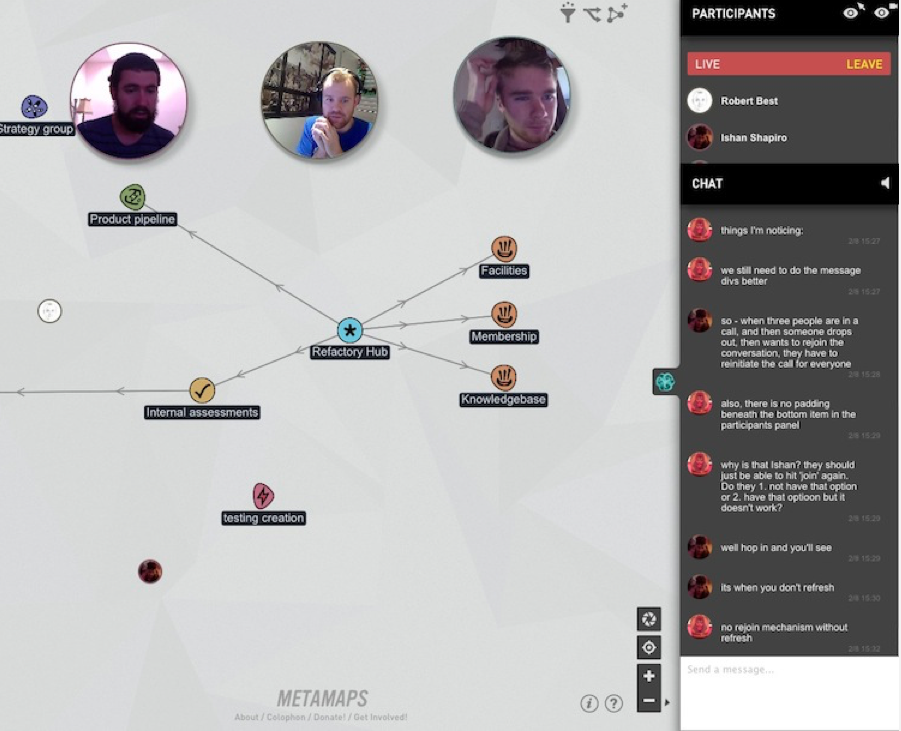 PARTICIPANTS
LIVE
LEAVE
Robert Best
Ishan Shapiro
CHAT
things I'm noticing:
2/8 15:27
we still need to do the message
divs better
2/8 15:27
so - when three people are in a
call, and then someone drops
out, then wants to rejoin the
conversation, they have to
reinitiate the call for everyone
2/8 15:28
also, there is no padding
beneath the bottom item in the
participants panel
2/8 15:29
why is that Ishan? they should
just be able to hit 'join' again.
Do they 1. not have that option
or 2. have that optioon but it
doesn't work?
2/8 15:29
well hop in and you'll see
2/8 15:29
its when you don't refresh
2/8 15:30
no rejoin mechanism without
refresh
2/8 15:32
Send a message...
Strategy group
Product pipeline
Facilities
Membership
Refactory Hub
Knowledgebase
Internal assessments
testing creation
METAMAPS
About / Colophon / Donate! / Get Involved!